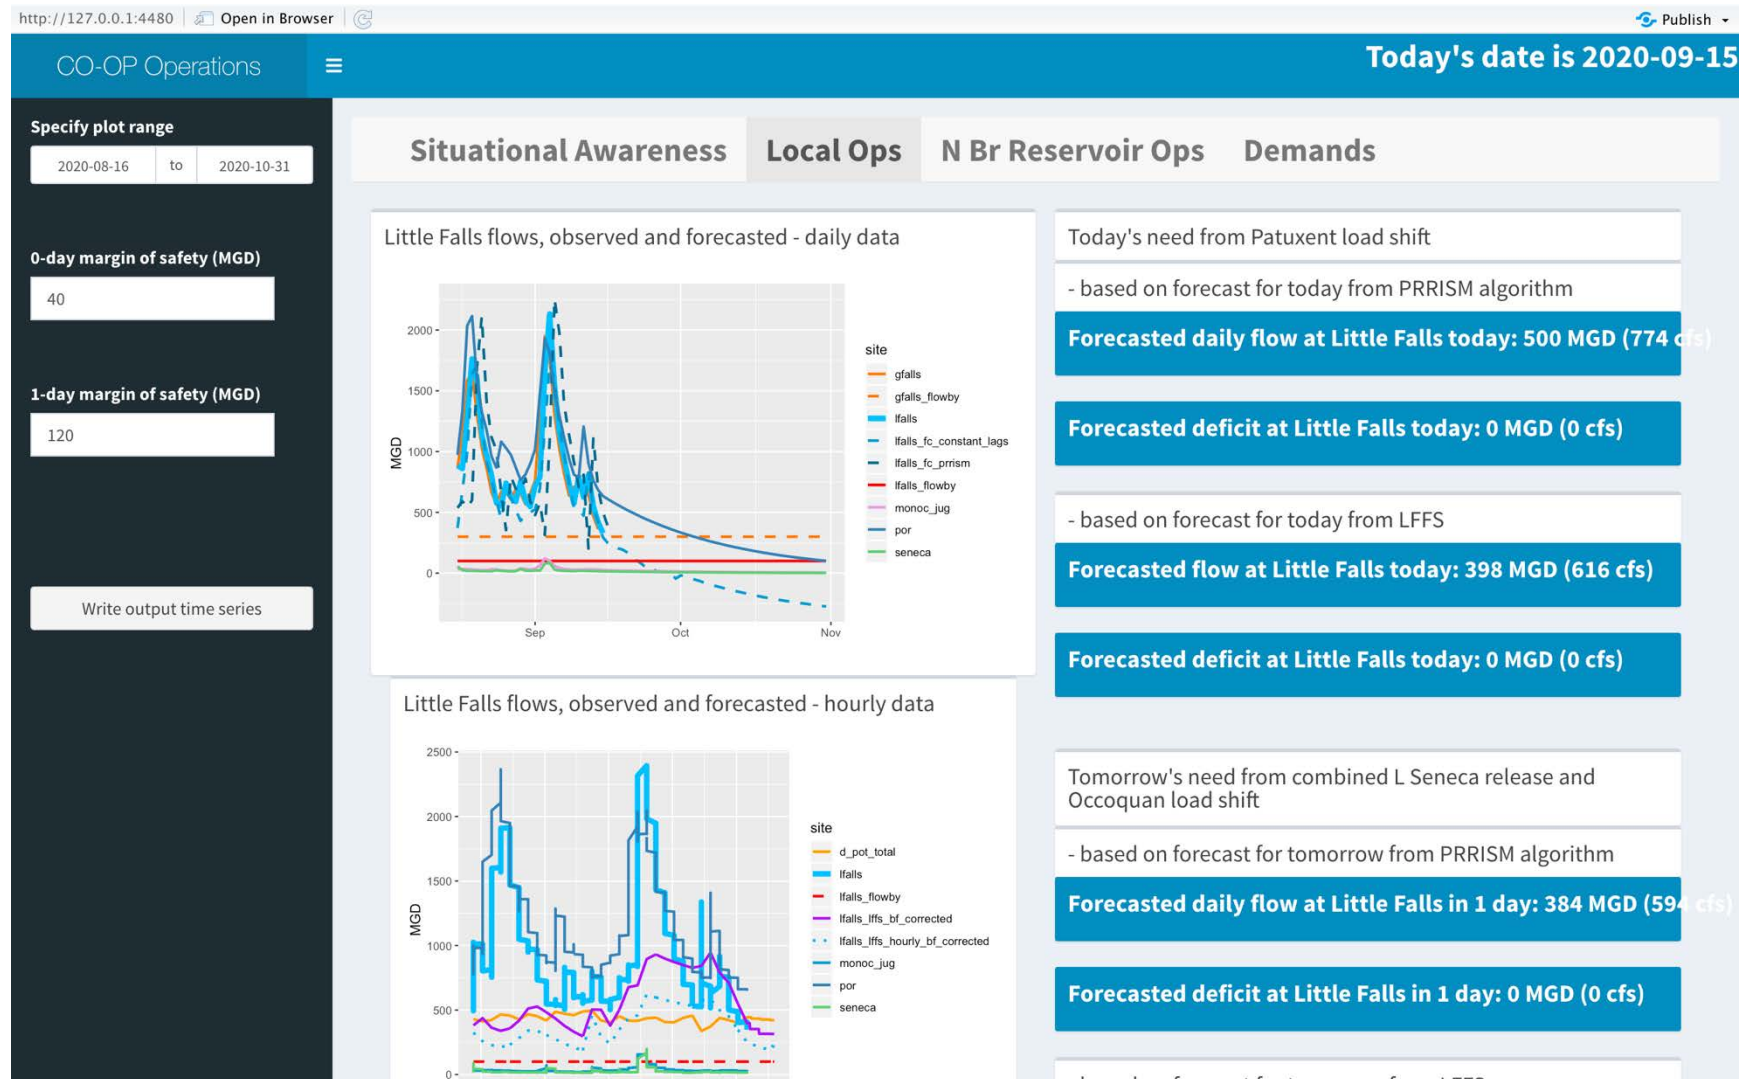 http://127.0.0.1:4480 Open in Browser Publish
CO-OP Operations
Today's date is 2020-09-15
Specify plot range
2020-08-16 to 2020-10-31
0-day margin of safety (MGD)
40
1-day margin of safety (MGD)
120
Write output time series
Situational Awareness Local Ops N Br Reservoir Ops Demands
Little Falls flows, observed and forecasted - daily data
MGD
2000
1500
1000
500
0
Sep Oct Nov
site
gfalls
gfalls_flowby
lfalls
lfalls_fc_constant_lags
lfalls_fc_prrism
lfalls_flowby
monoc_jug
por
seneca
Little Falls flows, observed and forecasted - hourly data
MGD
2500
2000
1500
1000
500
0
site
d_pot_total
lfalls
lfalls_flowby
lfalls_lffs_bf_corrected
lfalls_lffs_hourly_bf_corrected
monoc_jug
por
seneca
Today's need from Patuxent load shift
- based on forecast for today from PRRISM algorithm
Forecasted daily flow at Little Falls today: 500 MGD (774 cfs)
Forecasted deficit at Little Falls today: 0 MGD (0 cfs)
- based on forecast for today from LFFS
Forecasted flow at Little Falls today: 398 MGD (616 cfs)
Forecasted deficit at Little Falls today: 0 MGD (0 cfs)
Tomorrow's need from combined L Seneca release and
Occoquan load shift
- based on forecast for tomorrow from PRRISM algorithm
Forecasted daily flow at Little Falls in 1 day: 384 MGD (594 cfs)
Forecasted deficit at Little Falls in 1 day: 0 MGD (0 cfs)